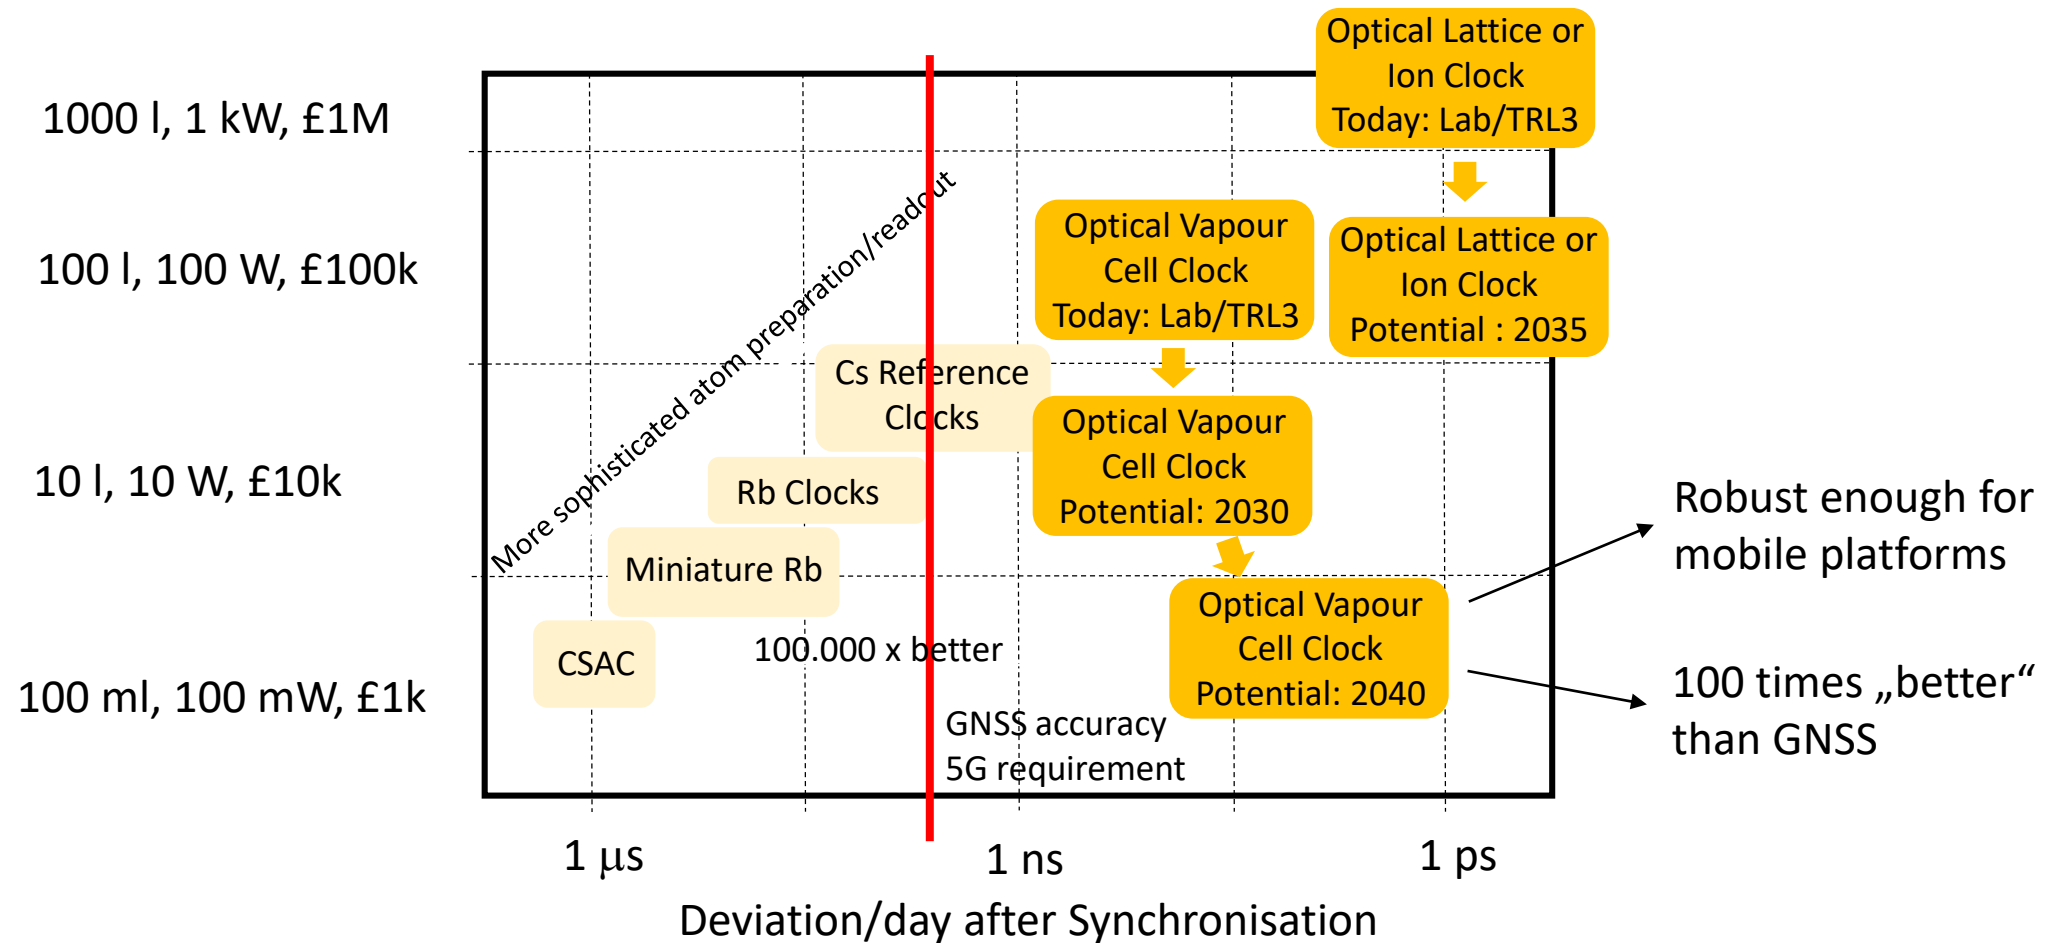 1000 l, 1 kW, £1M
100 l, 100 W, £100k
10 l, 10 W, £10k
100 ml, 100 mW, £1k
More sophisticated atom preparation/readout
Optical Lattice or
Ion Clock
Today: Lab/TRL3
Optical Vapour
Cell Clock
Today: Lab/TRL3
Optical Lattice or
Ion Clock
Potential : 2035
Cs Reference
Clocks
Optical Vapour
Cell Clock
Potential: 2030
Rb Clocks
Miniature Rb
CSAC
100.000 x better
Optical Vapour
Cell Clock
Potential: 2040
GNSS accuracy
5G requirement
Robust enough for
mobile platforms
100 times „better“
than GNSS
1 μs
1 ns
1 ps
Deviation/day after Synchronisation